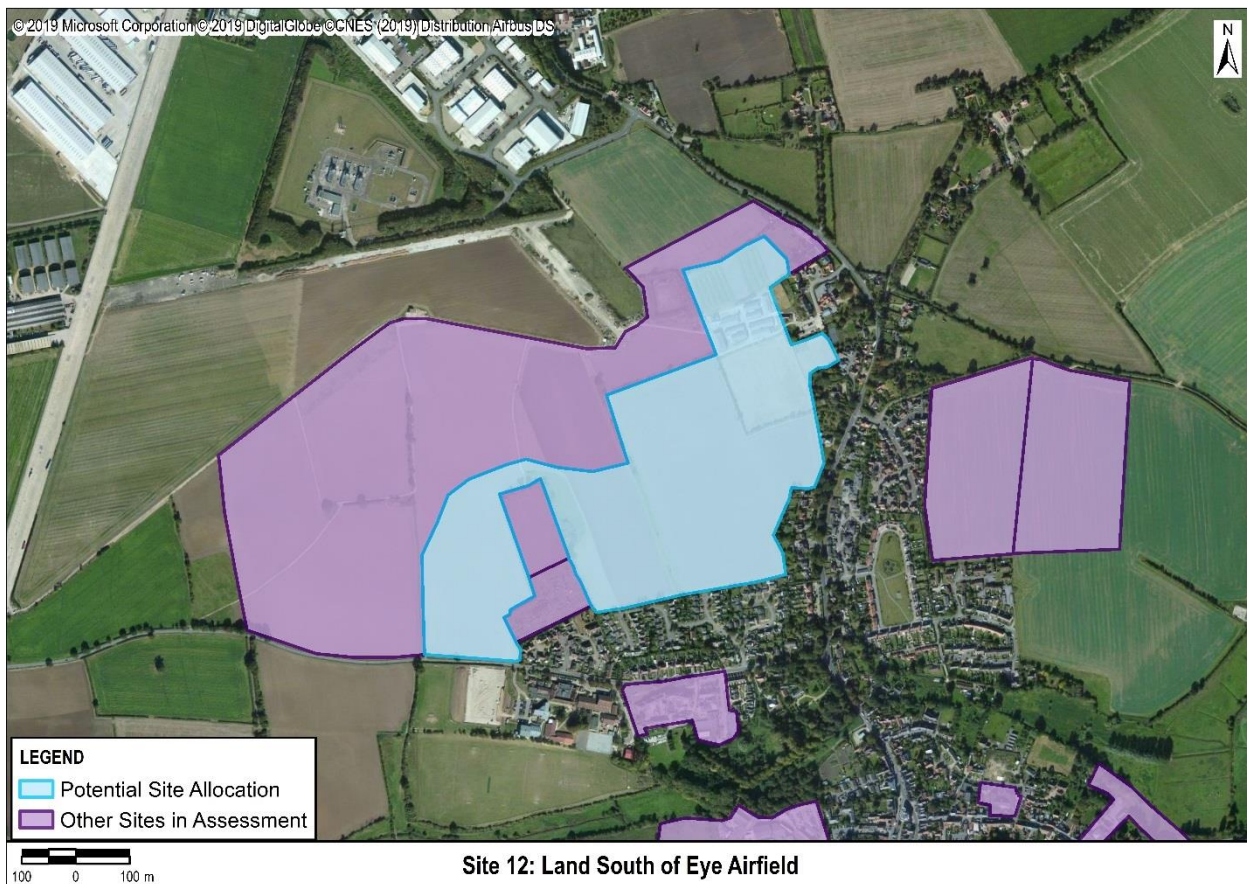 © 2019 Microsoft Corporation © 2019 DigitalGlobe ©CNES (2019) Distribution Airbus DS
N
LEGEND
Potential Site Allocation
Other Sites in Assessment
100 0 100 m
Site 12: Land South of Eye Airfield